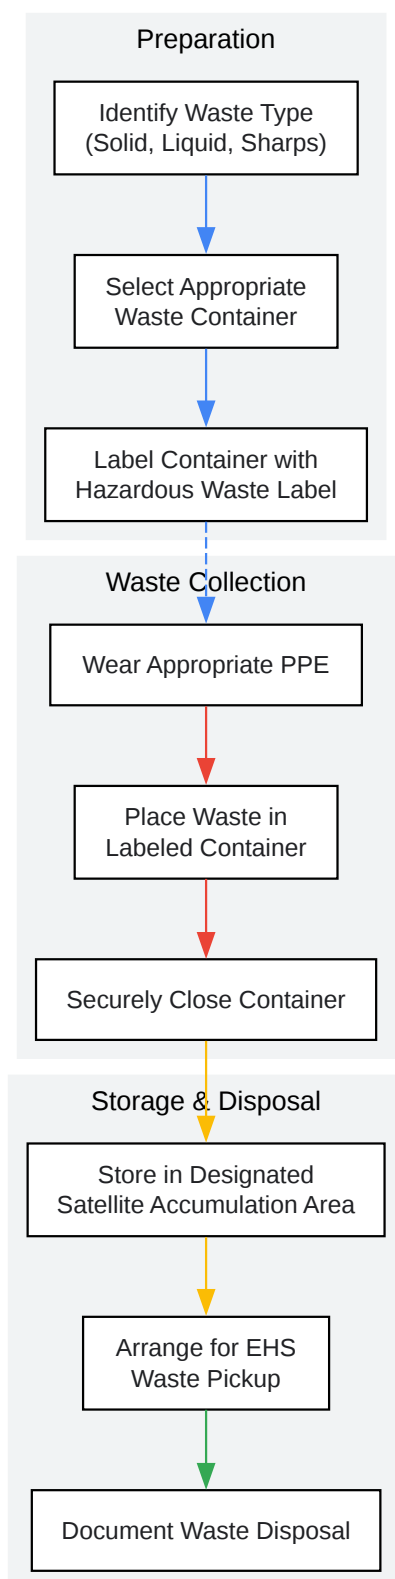 Preparation
Identify Waste Type
(Solid, Liquid, Sharps)
Select Appropriate
Waste Container
Label Container with
Hazardous Waste Label
Waste Collection
Wear Appropriate PPE
Place Waste in
Labeled Container
Securely Close Container
Storage & Disposal
Store in Designated
Satellite Accumulation Area
Arrange for EHS
Waste Pickup
Document Waste Disposal